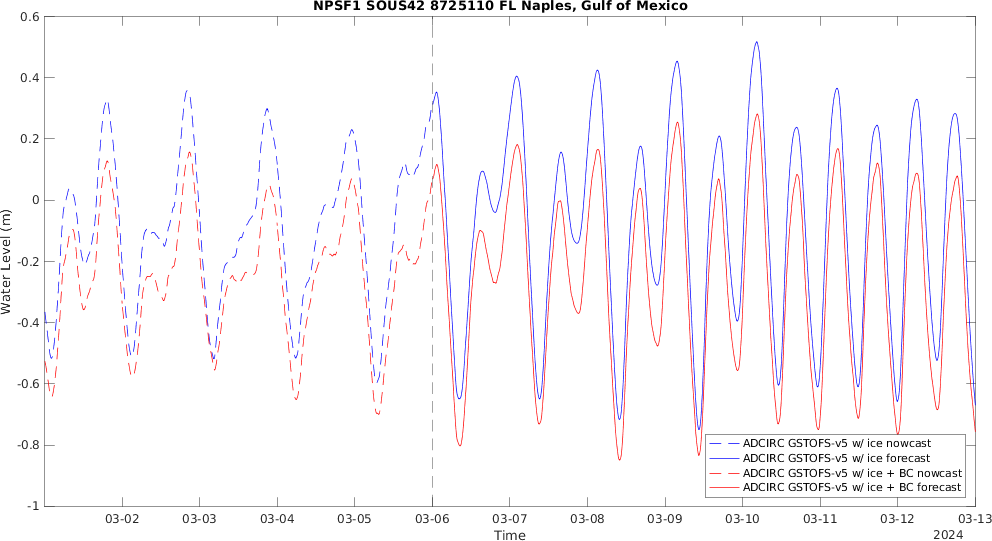 NPSF1 SOUS42 8725110 FL Naples, Gulf of Mexico
0.6
0.4
0.2
0
-0.2
-0.4
-0.6
-0.8
-1
Water Level (m)
ADCIRC GSTOFS-v5 w/ ice nowcast
ADCIRC GSTOFS-v5 w/ ice forecast
ADCIRC GSTOFS-v5 w/ ice + BC nowcast
ADCIRC GSTOFS-v5 w/ ice + BC forecast
03-02 03-03 03-04 03-05 03-06 03-07 03-08 03-09 03-10 03-11 03-12 03-13
Time
2024